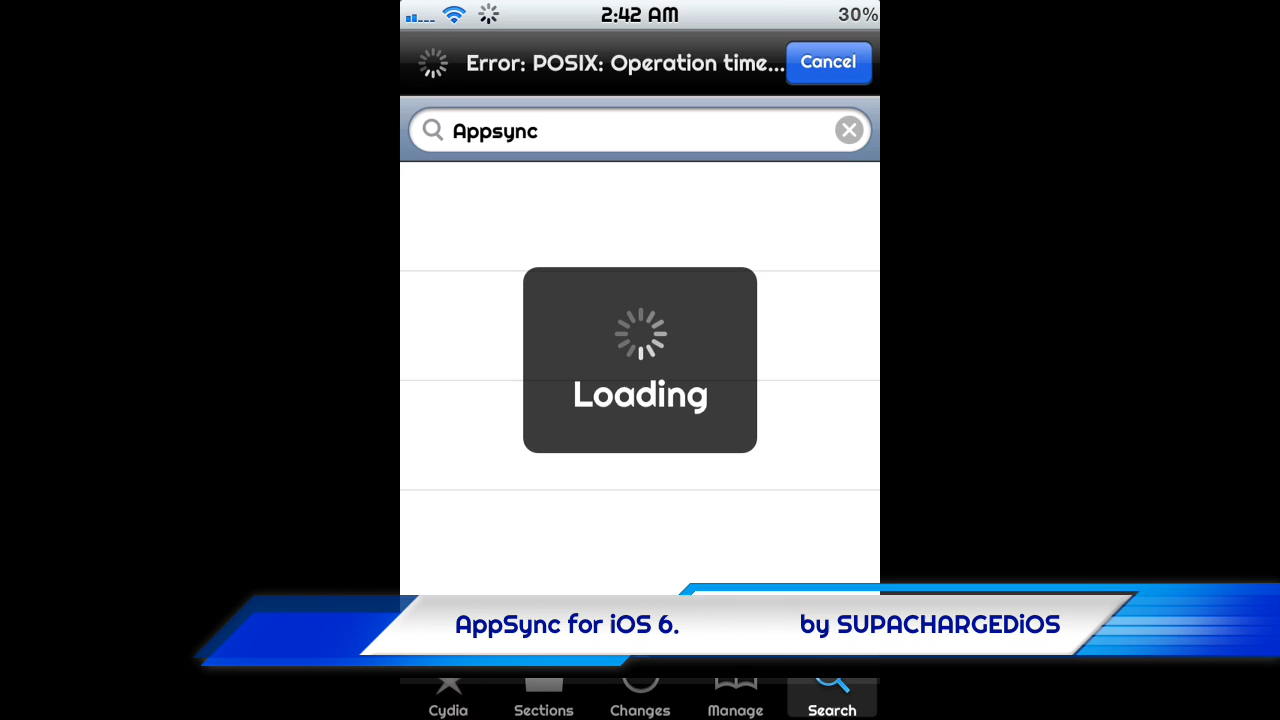 2:42 AM
30%
Error: POSIX: Operation time...
Cancel
Appsync
Loading
AppSync for iOS 6. by SUPACHARGEDiOS
Cydia Sections Changes Manage Search